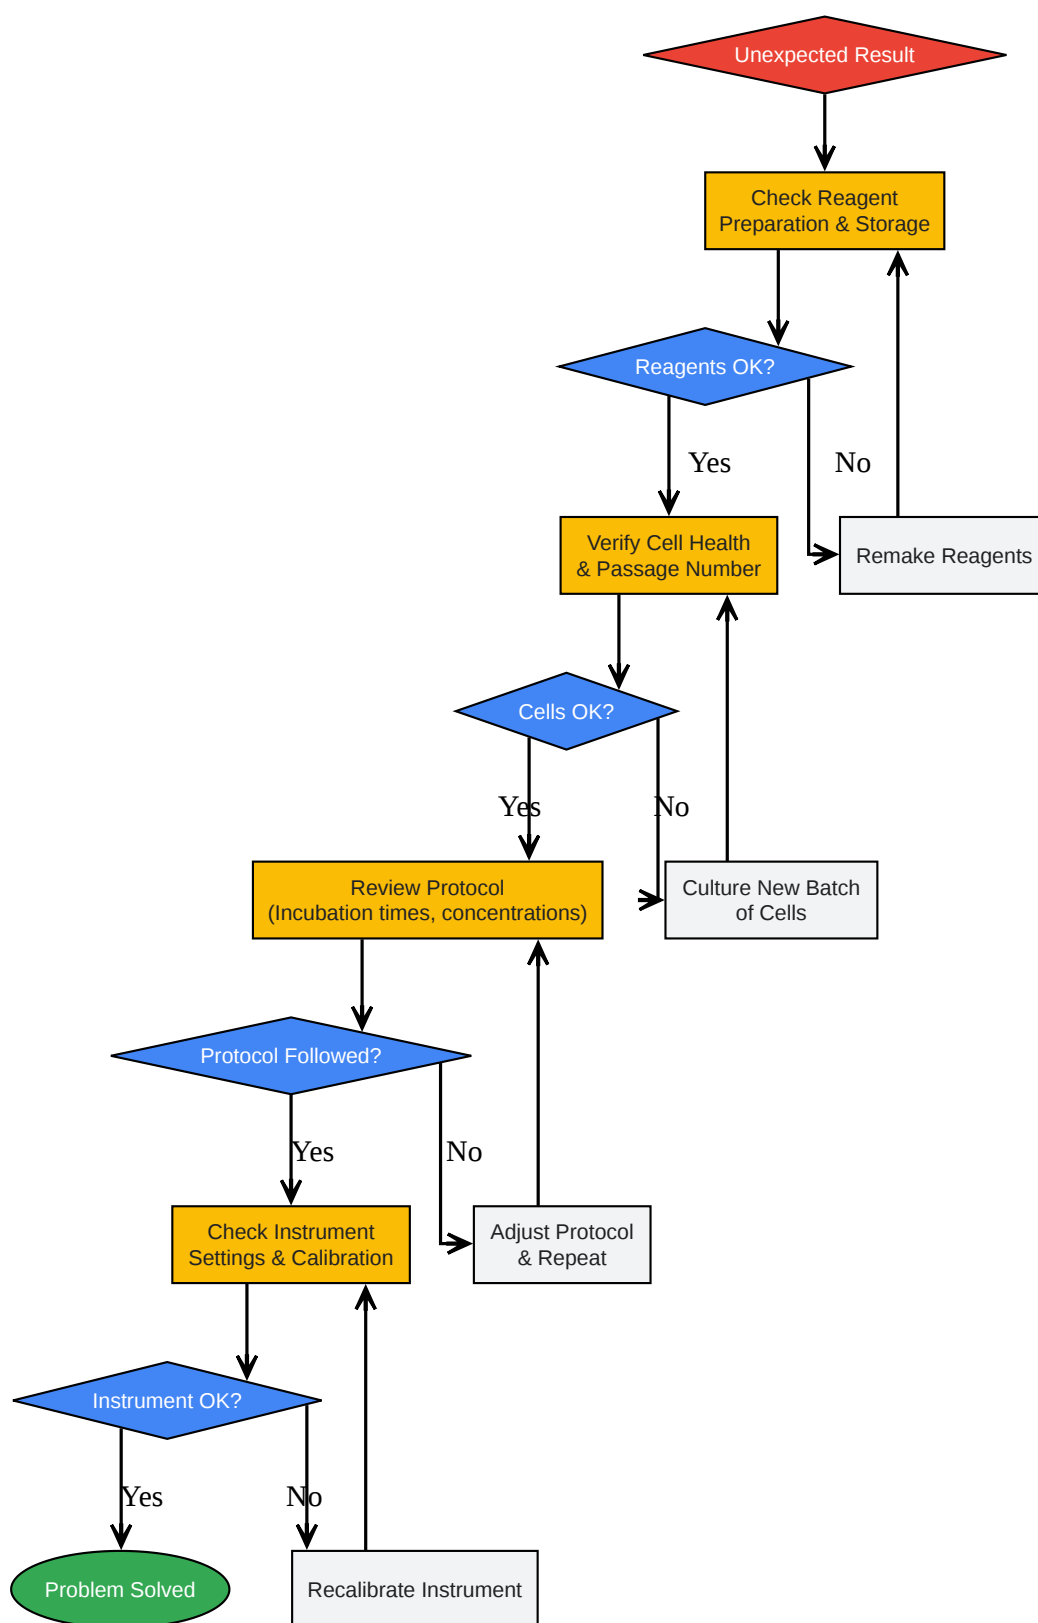 Unexpected Result
Check Reagent
Preparation & Storage
Reagents OK?
Yes
No
Verify Cell Health
& Passage Number
Remake Reagents
Cells OK?
Yes
No
Review Protocol
(Incubation times, concentrations)
Culture New Batch
of Cells
Protocol Followed?
Yes
No
Check Instrument
Settings & Calibration
Adjust Protocol
& Repeat
Instrument OK?
Yes
No
Problem Solved
Recalibrate Instrument